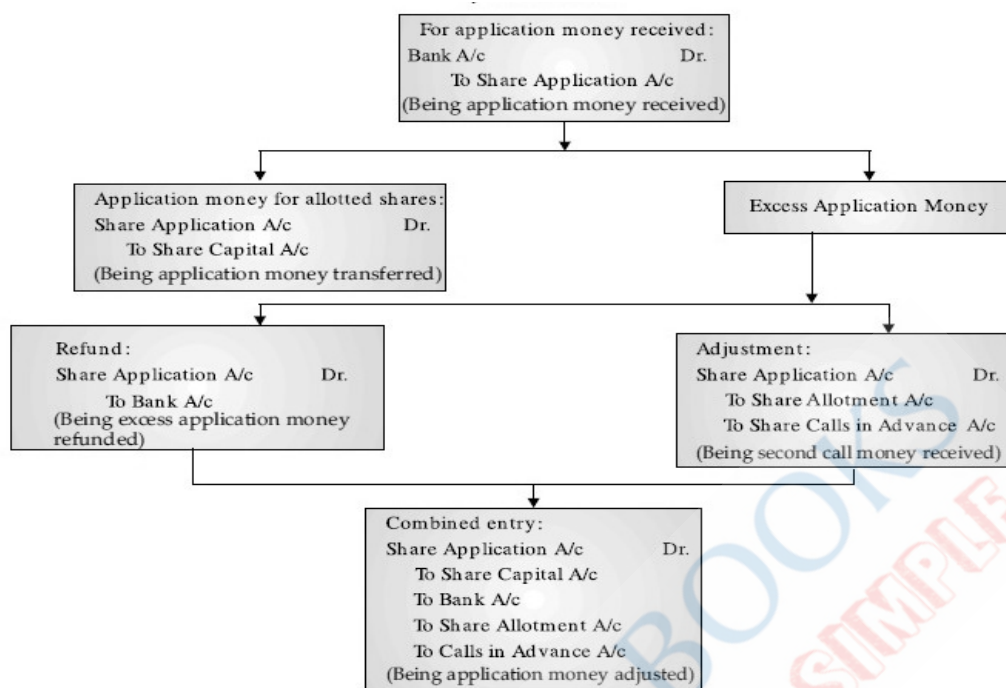 For application money received:
Bank A/c Dr.
To Share Application A/c
(Being application money received)
Application money for allotted shares:
Share Application A/c Dr.
To Share Capital A/c
(Being application money transferred)
Excess Application Money
Refund:
Share Application A/c Dr.
To Bank A/c
(Being excess application money
refunded)
Adjustment:
Share Application A/c Dr.
To Share Allotment A/c
To Share Calls in Advance A/c
(Being second call money received)
Combined entry:
Share Application A/c Dr.
To Share Capital A/c
To Bank A/c
To Share Allotment A/c
To Calls in Advance A/c
(Being application money adjusted)
BOOKS
SIMPLE